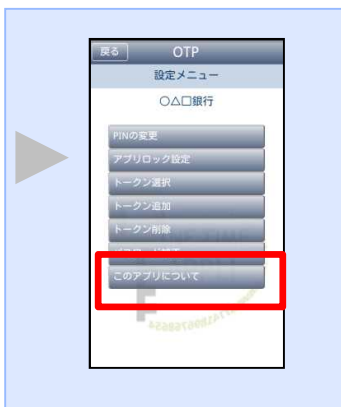 戻る OTP
設定メニュー
○△□銀行
PINの変更
アプリロック設定
トークン選択
トークン追加
トークン削除
このアプリについて